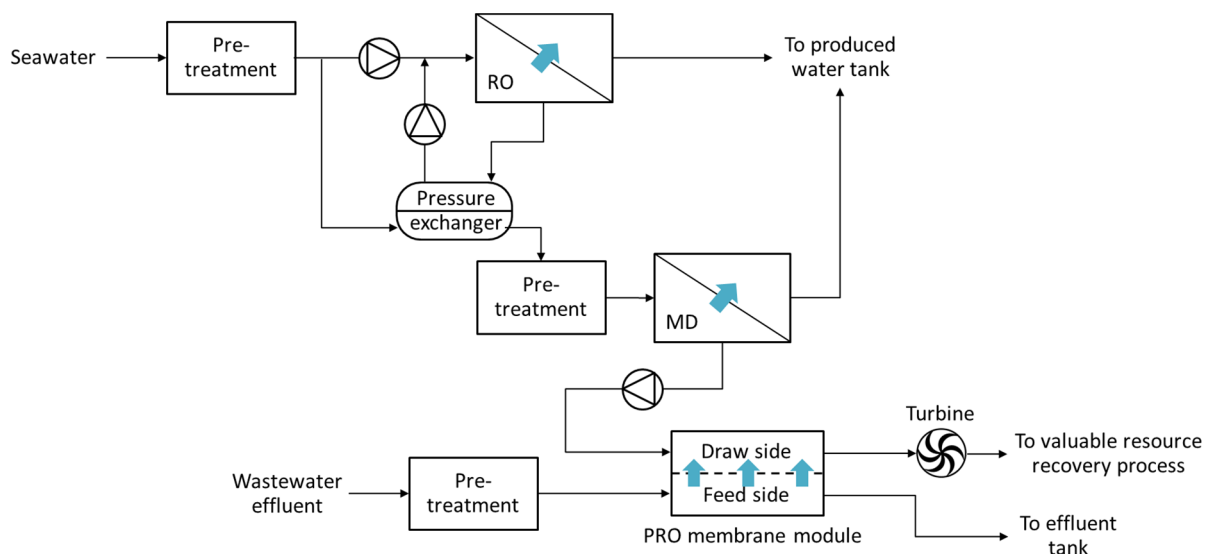 Seawater
Pre-
treatment
RO
To produced
water tank
Pressure
exchanger
Pre-
treatment
MD
Turbine
To valuable resource
recovery process
Draw side
Feed side
Wastewater
effluent
Pre-
treatment
PRO membrane module
To effluent
tank